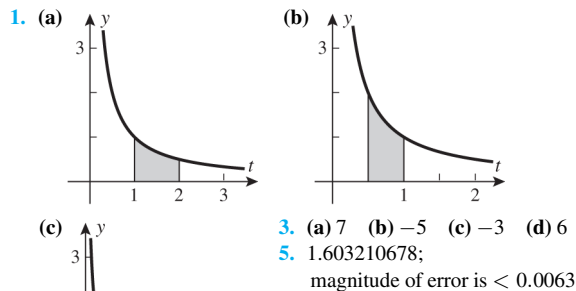 1. (a)
y
3
1
2
3
t
(b)
y
3
1
2
t
(c)
y
3
3. (a) 7 (b) −5 (c) −3 (d) 6
5. 1.603210678;
magnitude of error is < 0.0063